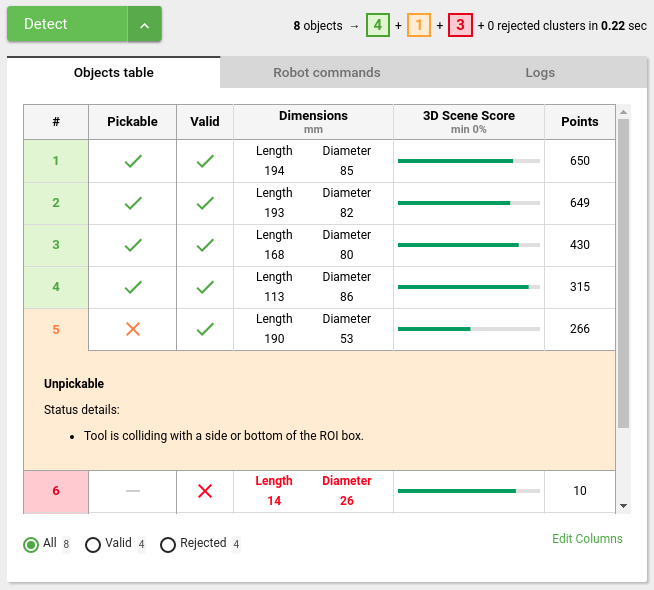 Detect
8 objects → 4 + 1 + 3 + 0 rejected clusters in 0.22 sec
Objects table Robot commands Logs
# Pickable Valid Dimensions 3D Scene Score Points
mm min 0%
Length Diameter
1 194 85 650
Length Diameter
2 193 82 649
Length Diameter
3 168 80 430
Length Diameter
4 113 86 315
Length Diameter
5 190 53 266
Unpickable
Status details:
• Tool is colliding with a side or bottom of the ROI box.
Length Diameter
6 14 26 10
All 8 Valid 4 Rejected 4 Edit Columns